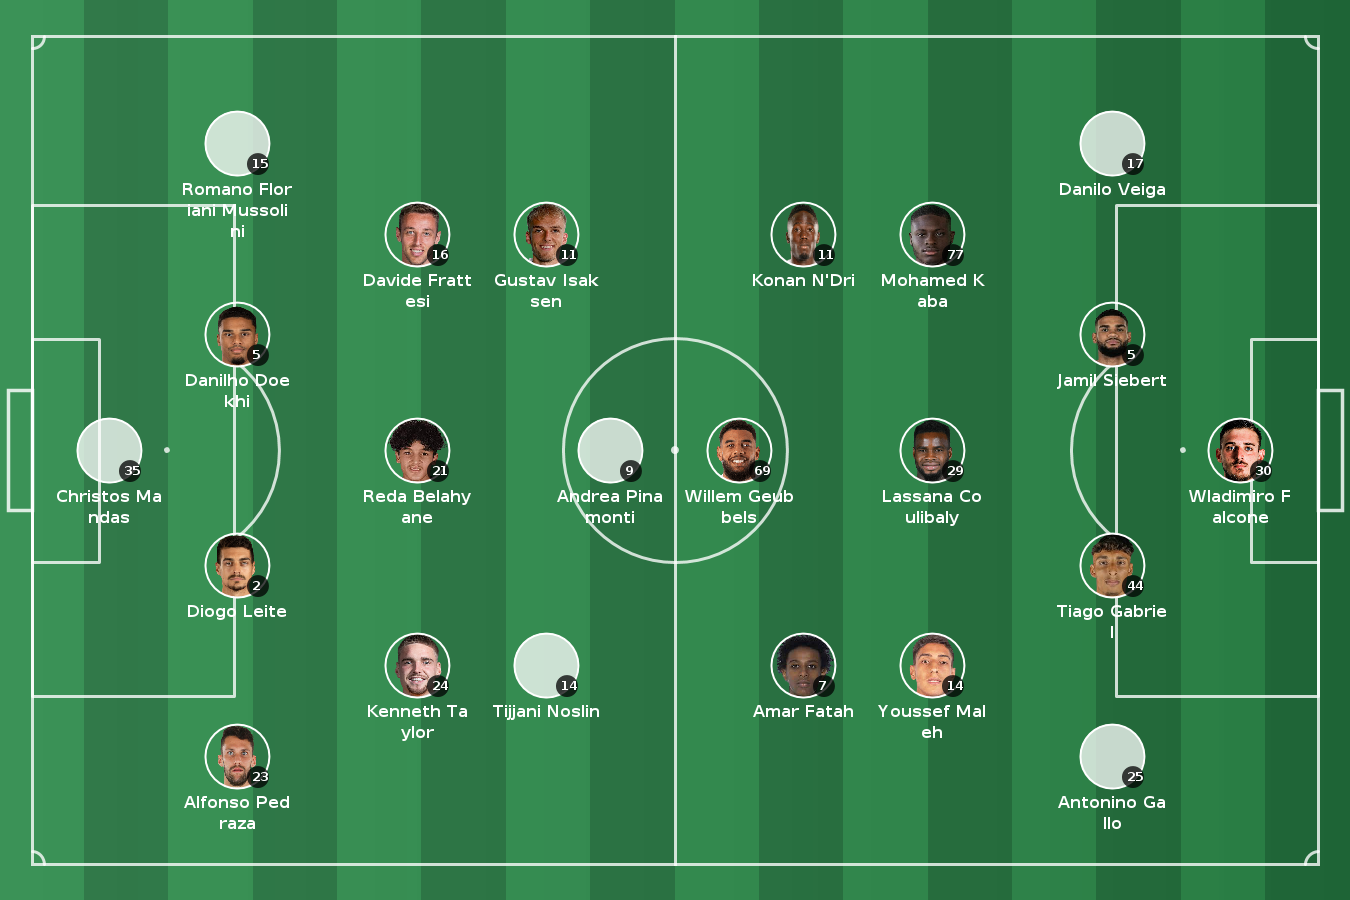 15
Romano Flor
iani Mussoli
ni
17
Danilo Veiga
16
Davide Fratt
esi
11
Gustav Isak
sen
11
Konan N'Dri
77
Mohamed K
aba
5
Danilho Doe
khi
5
Jamil Siebert
35
Christos Ma
ndas
21
Reda Belahy
ane
9
Andrea Pina
monti
69
Willem Geub
bels
29
Lassana Co
ulibaly
30
Wladimiro F
alcone
2
Diogo Leite
44
Tiago Gabrie
l
24
Kenneth Ta
ylor
14
Tijjani Noslin
7
Amar Fatah
14
Youssef Mal
eh
23
Alfonso Ped
raza
25
Antonino Ga
llo